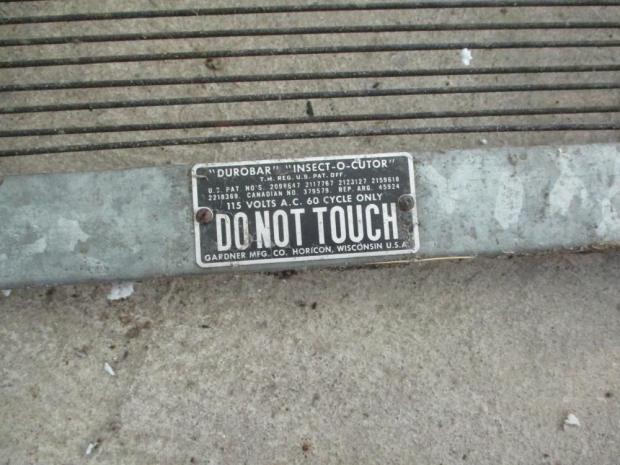 "DUROBAR" "INSECT-O-CUTOR"
T.M. REG. U.S. PAT. OFF.
U.S. PAT. NO'S. 2096647 2117767 2123127 2159618
2218369. CANADIAN NO. 379579. REP. ARG. 45924
115 VOLTS A.C. 60 CYCLE ONLY
DO NOT TOUCH
GARDNER MFG. CO. HORICON, WISCONSIN U.S.A.